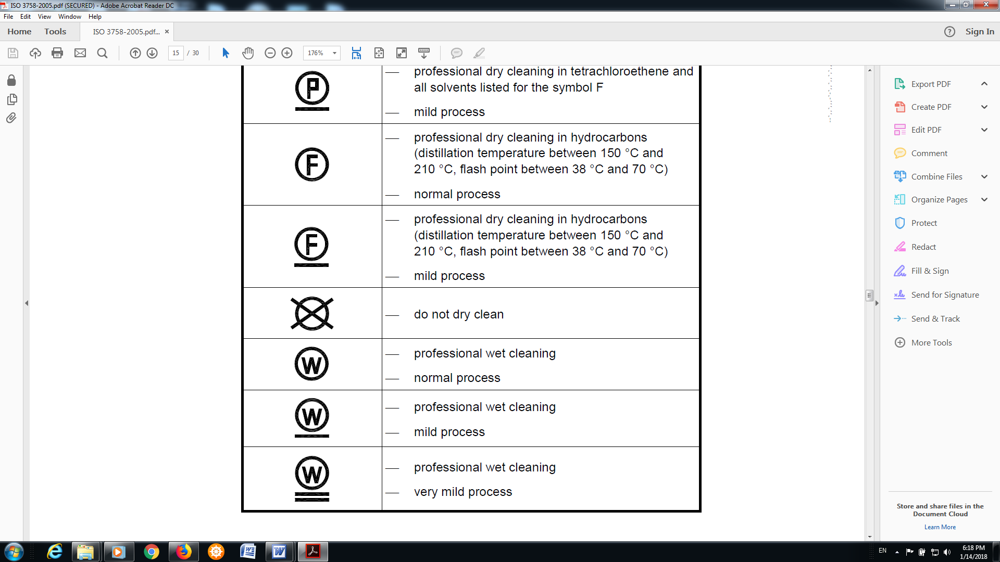 ISO 3758-2005.pdf (SECURED) - Adobe Acrobat Reader DC
File Edit View Window Help
Home Tools ISO 3758-2005.pdf... × ? Sign In
15 / 30 176%
P
— professional dry cleaning in tetrachloroethene and
all solvents listed for the symbol F
— mild process
F
— professional dry cleaning in hydrocarbons
(distillation temperature between 150 °C and
210 °C, flash point between 38 °C and 70 °C)
— normal process
F
— professional dry cleaning in hydrocarbons
(distillation temperature between 150 °C and
210 °C, flash point between 38 °C and 70 °C)
— mild process
— do not dry clean
W
— professional wet cleaning
— normal process
W
— professional wet cleaning
— mild process
W
— professional wet cleaning
— very mild process
Export PDF
Create PDF
Edit PDF
Comment
Combine Files
Organize Pages
Protect
Redact
Fill & Sign
Send for Signature
Send & Track
More Tools
Store and share files in the
Document Cloud
Learn More
EN
6:18 PM
1/14/2018